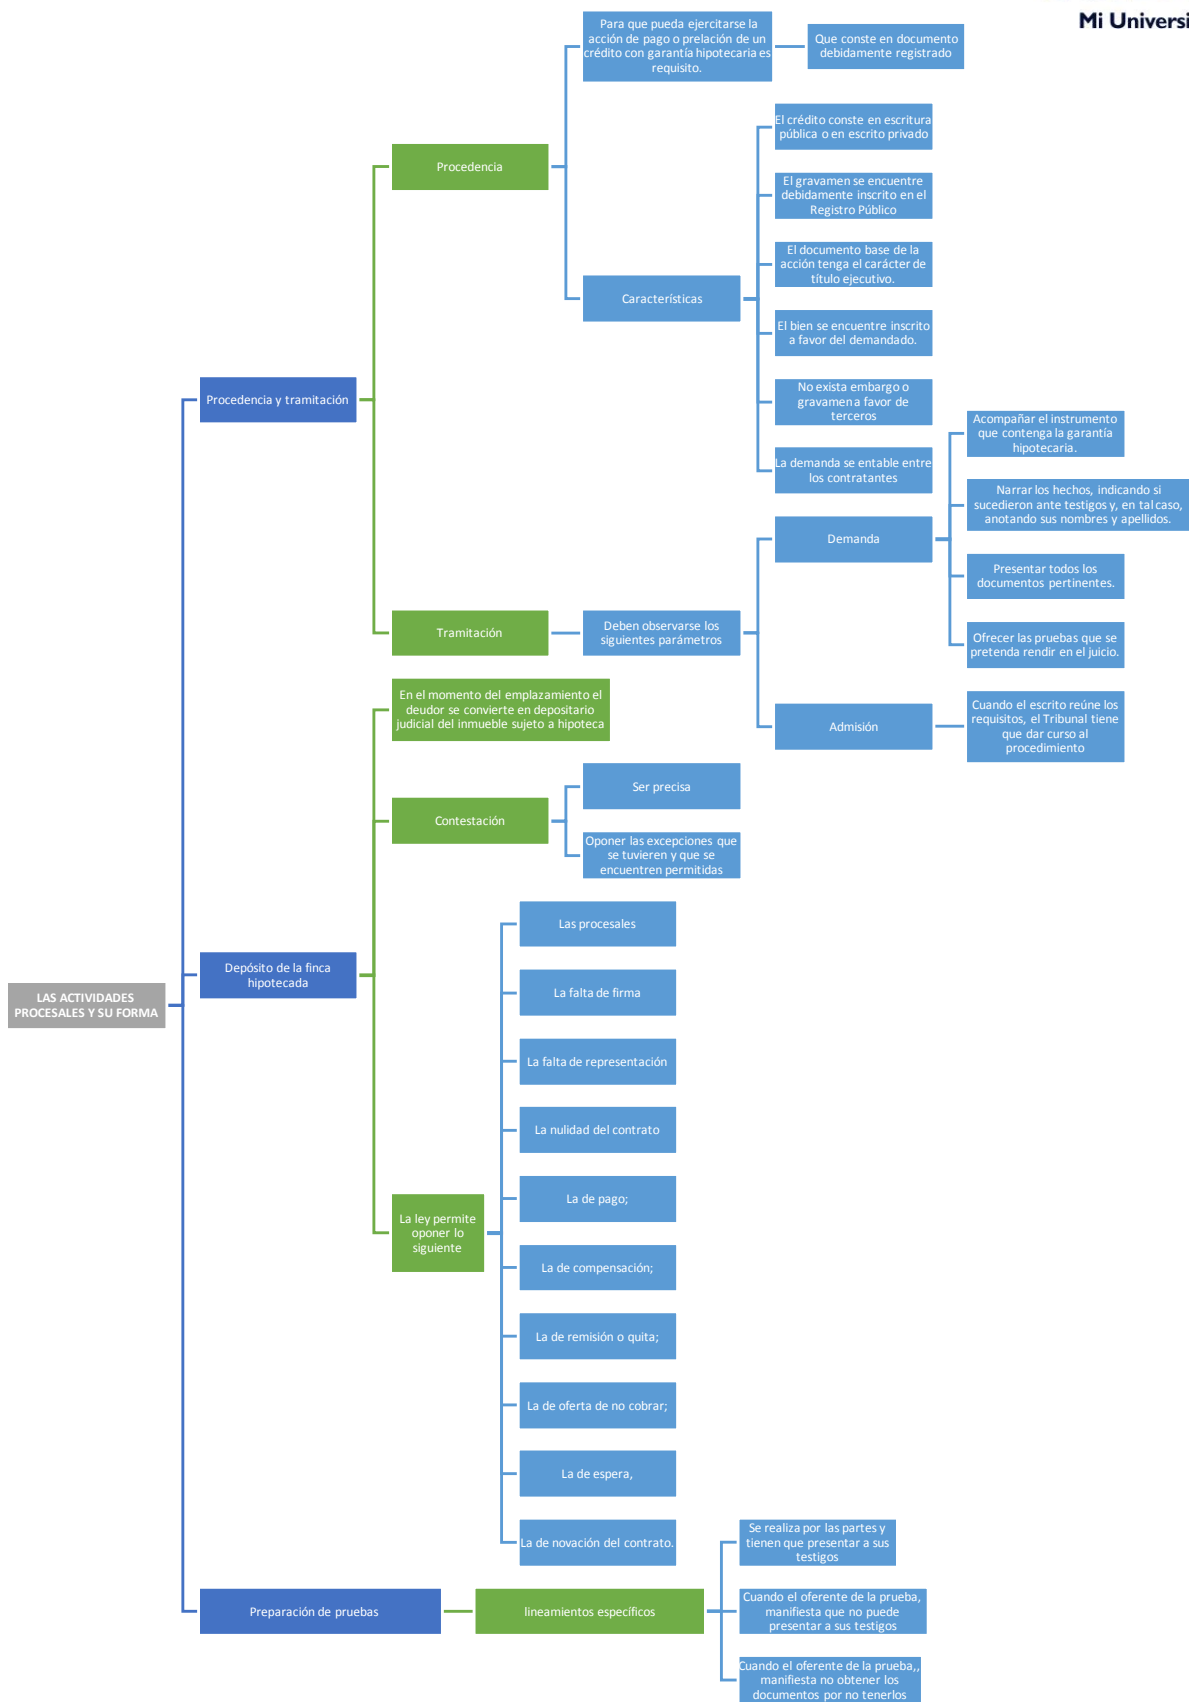 Mi Universi
Para que pueda ejercitarse la
acción de pago o prelación de un
crédito con garantía hipotecaria es
requisito.
Que conste en documento
debidamente registrado
El crédito conste en escritura
pública o en escrito privado
Procedencia
El gravamen se encuentre
debidamente inscrito en el
Registro Público
El documento base de la
acción tenga el carácter de
título ejecutivo.
Características
El bien se encuentre inscrito
a favor del demandado.
No exista embargo o
gravamen a favor de
terceros
La demanda se entable entre
los contratantes
Procedencia y tramitación
Acompañar el instrumento
que contenga la garantía
hipotecaria.
Narrar los hechos, indicando si
sucedieron ante testigos y, en tal caso,
anotando sus nombres y apellidos.
Demanda
Presentar todos los
documentos pertinentes.
Ofrecer las pruebas que se
pretenda rendir en el juicio.
Tramitación
Deben observarse los
siguientes parámetros
Admisión
Cuando el escrito reúne los
requisitos, el Tribunal tiene
que dar curso al
procedimiento
En el momento del emplazamiento el
deudor se convierte en depositario
judicial del inmueble sujeto a hipoteca
Contestación
Ser precisa
Oponer las excepciones que
se tuvieren y que se
encuentren permitidas
Depósito de la finca
hipotecada
LAS ACTIVIDADES
PROCESALES Y SU FORMA
Las procesales
La falta de firma
La falta de representación
La nulidad del contrato
La de pago;
La ley permite
oponer lo
siguiente
La de compensación;
La de remisión o quita;
La de oferta de no cobrar;
La de espera,
La de novación del contrato.
Preparación de pruebas
lineamientos específicos
Se realiza por las partes y
tienen que presentar a sus
testigos
Cuando el oferente de la prueba,
manifiesta que no puede
presentar a sus testigos
Cuando el oferente de la prueba,,
manifiesta no obtener los
documentos por no tenerlos